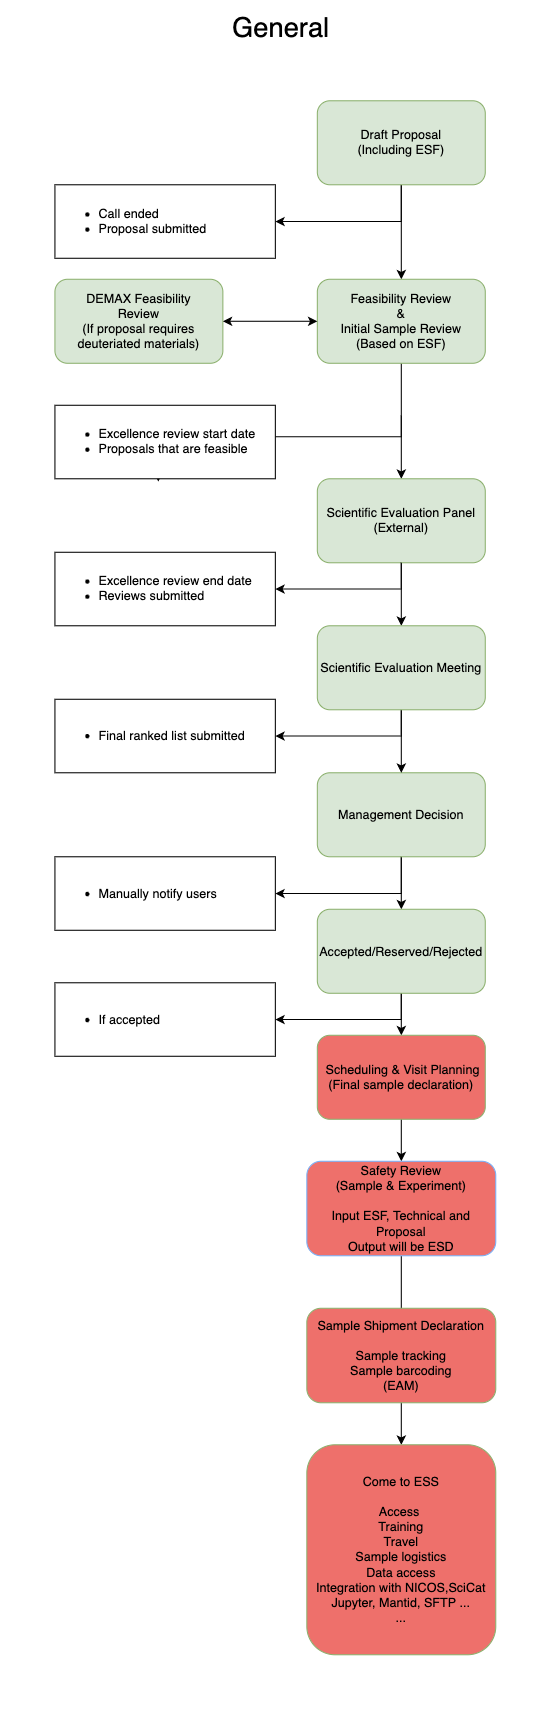 General
Draft Proposal
(Including ESF)
• Call ended
• Proposal submitted
DEMAX Feasibility
Review
(If proposal requires
deuteriated materials)
Feasibility Review
&
Initial Sample Review
(Based on ESF)
• Excellence review start date
• Proposals that are feasible
Scientific Evaluation Panel
(External)
• Excellence review end date
• Reviews submitted
Scientific Evaluation Meeting
• Final ranked list submitted
Management Decision
• Manually notify users
Accepted/Reserved/Rejected
• If accepted
Scheduling & Visit Planning
(Final sample declaration)
Safety Review
(Sample & Experiment)
Input ESF, Technical and
Proposal
Output will be ESD
Sample Shipment Declaration
Sample tracking
Sample barcoding
(EAM)
Come to ESS
Access
Training
Travel
Sample logistics
Data access
Integration with NICOS,SciCat
Jupyter, Mantid, SFTP ...
...